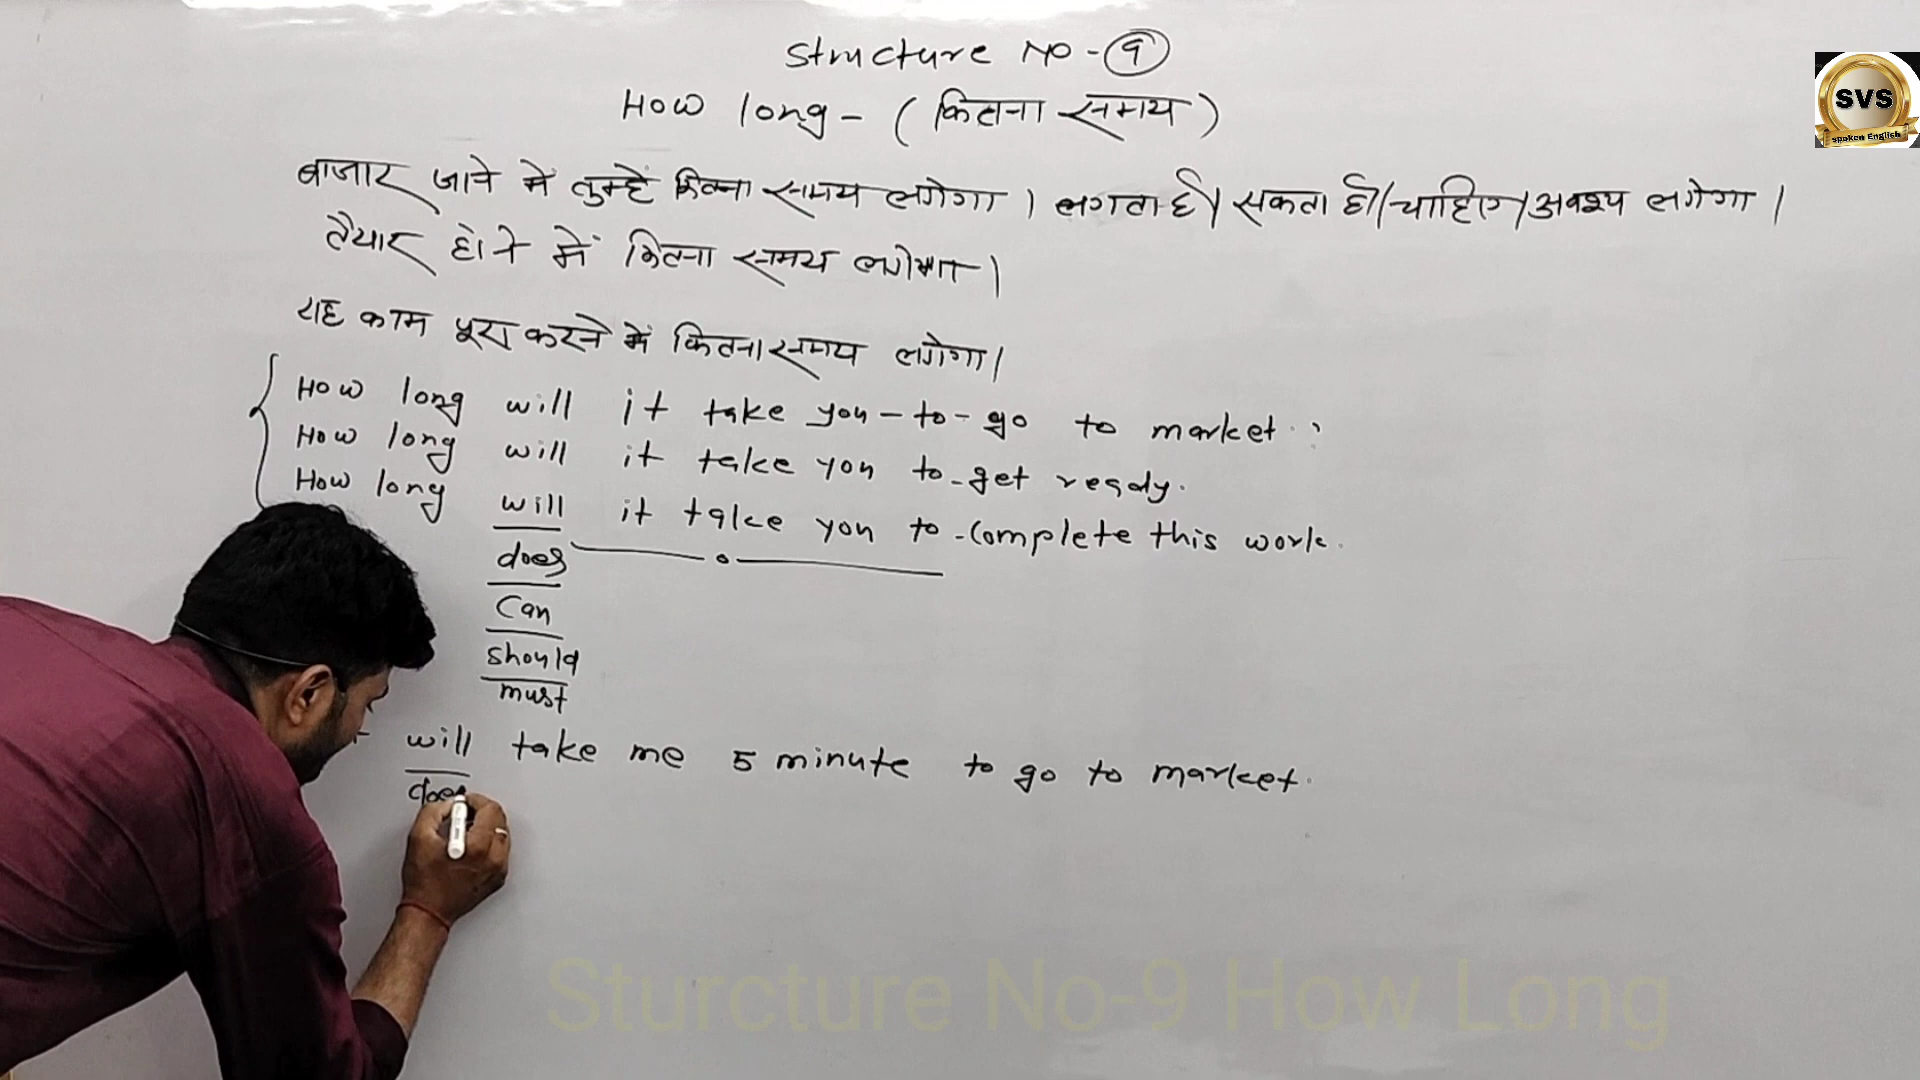 Structure No - 9
How long - (कितना समय)
SVS
spoken English
बाजार जाने में तुम्हें कितना समय लगेगा। लगता है/ सकता है/ चाहिए/ अवश्य लगेगा।
तैयार होने में कितना समय लगेगा।
यह काम पूरा करने में कितना समय लगेगा।
How long will it take you - to - go to market ?
How long will it take you to - get ready.
How long will it take you to - complete this work.
does
can
should
must
will take me 5 minute to go to market.
does
Sturcture No-9 How Long